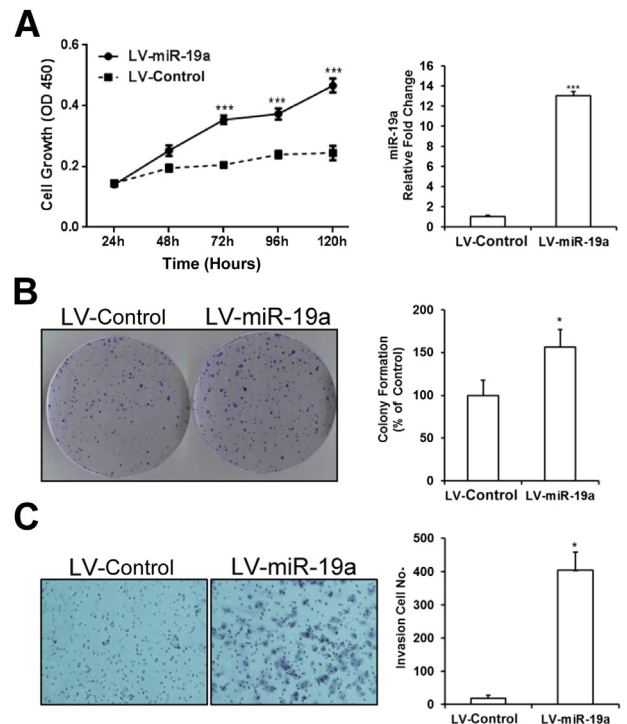 A
Cell Growth (OD 450)
0.6
0.4
0.2
0.0
LV-miR-19a
LV-Control
***
***
***
24h
48h
72h
96h
120h
Time (Hours)
miR-19a
Relative Fold Change
16
14
12
10
8
6
4
2
0
***
LV-Control
LV-miR-19a
B
LV-Control
LV-miR-19a
Colony Formation
(% of Control)
200
150
100
50
0
*
LV-Control
LV-miR-19a
C
LV-Control
LV-miR-19a
Invasion Cell No.
500
400
300
200
100
0
*
LV-Control
LV-miR-19a